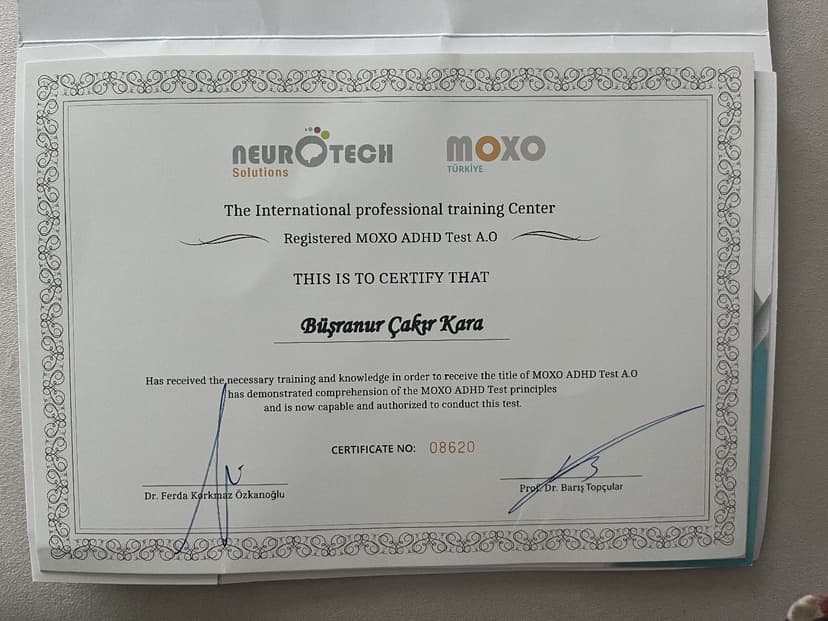 NEUROTECH
Solutions
MOXO
TÜRKİYE
The International professional training Center
Registered MOXO ADHD Test A.O
THIS IS TO CERTIFY THAT
Büşranur Çakır Kara
Has received the necessary training and knowledge in order to receive the title of MOXO ADHD Test A.O
has demonstrated comprehension of the MOXO ADHD Test principles
and is now capable and authorized to conduct this test.
CERTIFICATE NO: 08620
Dr. Ferda Korkmaz Özkanoğlu
Prof. Dr. Barış Topçular